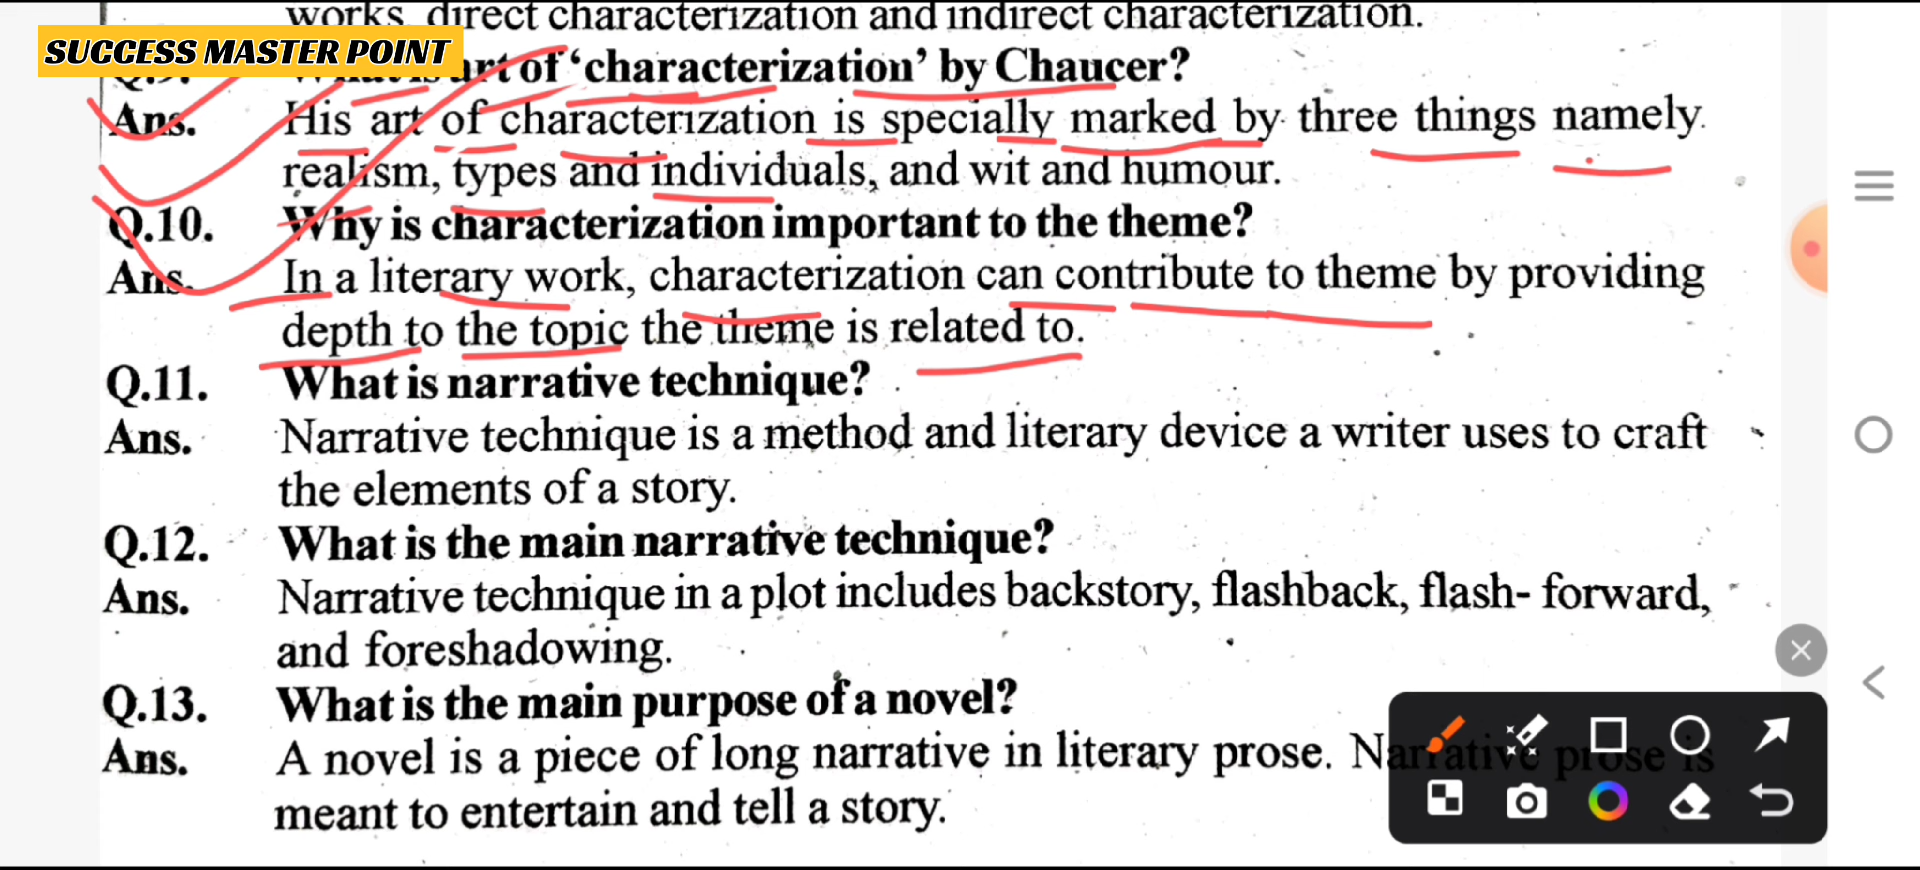 works, direct characterization and indirect characterization.
SUCCESS MASTER POINT
Q.9. What is art of ‘characterization’ by Chaucer?
Ans. His art of characterization is specially marked by three things namely
realism, types and individuals, and wit and humour.
Q.10. Why is characterization important to the theme?
Ans. In a literary work, characterization can contribute to theme by providing
depth to the topic the theme is related to.
Q.11. What is narrative technique?
Ans. Narrative technique is a method and literary device a writer uses to craft
the elements of a story.
Q.12. What is the main narrative technique?
Ans. Narrative technique in a plot includes backstory, flashback, flash- forward,
and foreshadowing.
Q.13. What is the main purpose of a novel?
Ans. A novel is a piece of long narrative in literary prose. Narrative prose is
meant to entertain and tell a story.